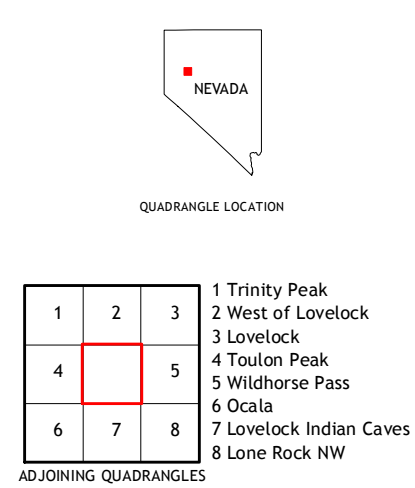 NEVADA
QUADRANGLE LOCATION
1 2 3
4 5
6 7 8
1 Trinity Peak
2 West of Lovelock
3 Lovelock
4 Toulon Peak
5 Wildhorse Pass
6 Ocala
7 Lovelock Indian Caves
8 Lone Rock NW
ADJOINING QUADRANGLES